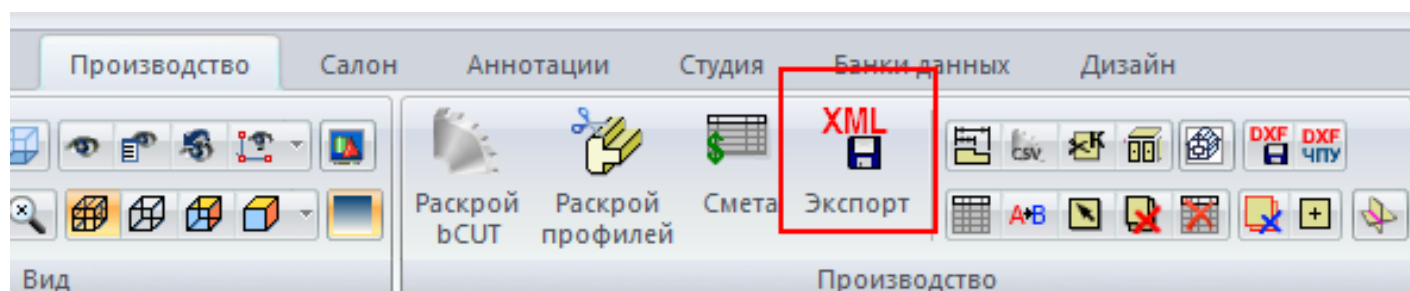 Производство Салон Аннотации Студия Банки данных Дизайн
XML
csv K DXF DXF ЧПУ
Раскрой bCUT
Раскрой профилей
Смета
Экспорт
A B
Вид
Производство